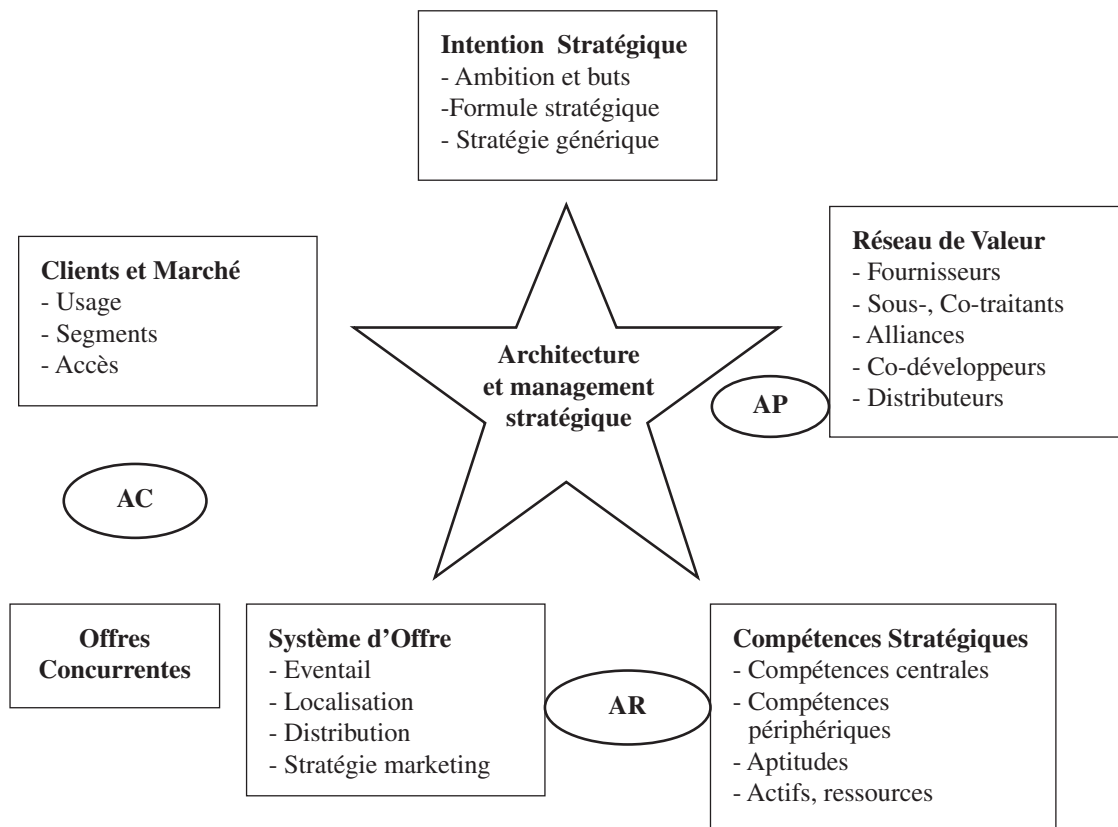 Intention Stratégique
- Ambition et buts
-Formule stratégique
- Stratégie générique
Clients et Marché
- Usage
- Segments
- Accès
Réseau de Valeur
- Fournisseurs
- Sous-, Co-traitants
- Alliances
- Co-développeurs
- Distributeurs
Architecture
et management
stratégique
AP
AC
Offres
Concurrentes
Système d’Offre
- Eventail
- Localisation
- Distribution
- Stratégie marketing
AR
Compétences Stratégiques
- Compétences centrales
- Compétences
périphériques
- Aptitudes
- Actifs, ressources